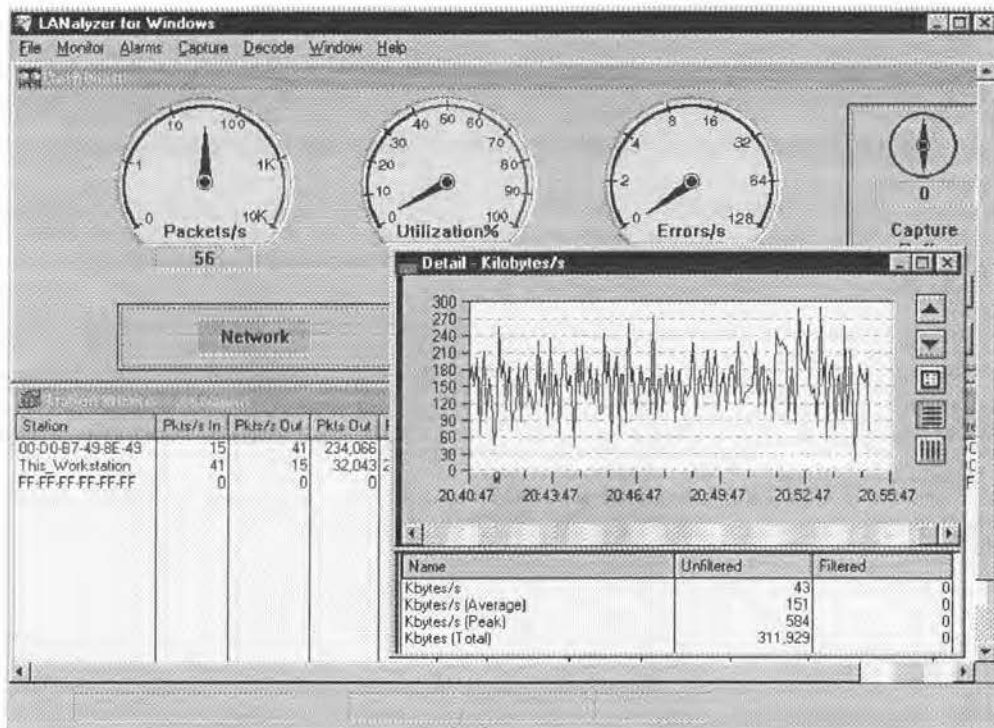 LANalyzer for Windows
File Monitor Alarms Capture Decode Window Help
Dashboard
0 1 10 100 1K 10K
Packets/s
56
0 10 20 30 40 50 60 70 80 90 100
Utilization%
0 2 4 8 16 32 64 128
Errors/s
0
Capture
Network
Detail - Kilobytes/s
300
270
240
210
180
150
120
90
60
30
0
20:40:47 20:43:47 20:46:47 20:49:47 20:52:47 20:55:47
Name Unfiltered Filtered
Kbytes/s 43 0
Kbytes/s (Average) 151 0
Kbytes/s (Peak) 584 0
Kbytes (Total) 311,929 0
Station Pkts/s In Pkts/s Out Pkts Out
00-D0-B7-49-8E-49 15 41 234,066
This_Workstation 41 15 32,043 2
FF-FF-FF-FF-FF-FF 0 0 0